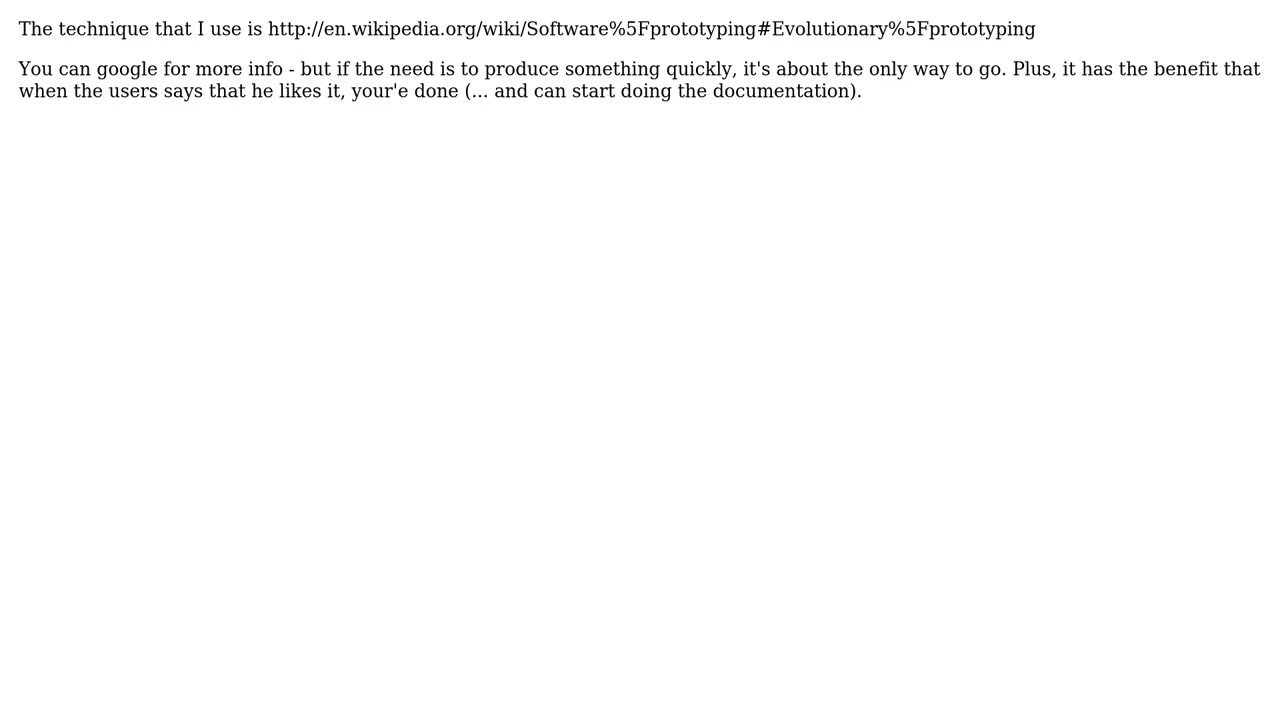 The technique that I use is http://en.wikipedia.org/wiki/Software%5Fprototyping#Evolutionary%5Fprototyping
You can google for more info - but if the need is to produce something quickly, it's about the only way to go. Plus, it has the benefit that
when the users says that he likes it, your'e done (... and can start doing the documentation).